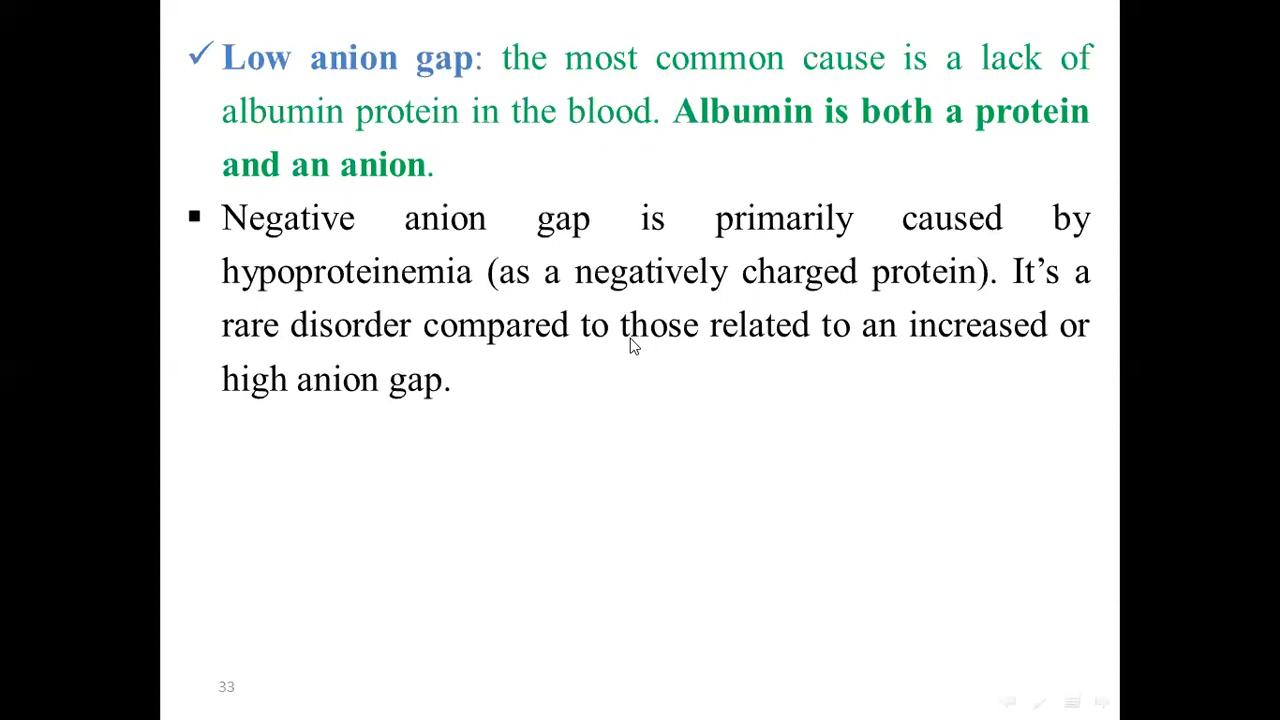 ✓ Low anion gap: the most common cause is a lack of
albumin protein in the blood. Albumin is both a protein
and an anion.
▪ Negative anion gap is primarily caused by
hypoproteinemia (as a negatively charged protein). It’s a
rare disorder compared to those related to an increased or
high anion gap.
33